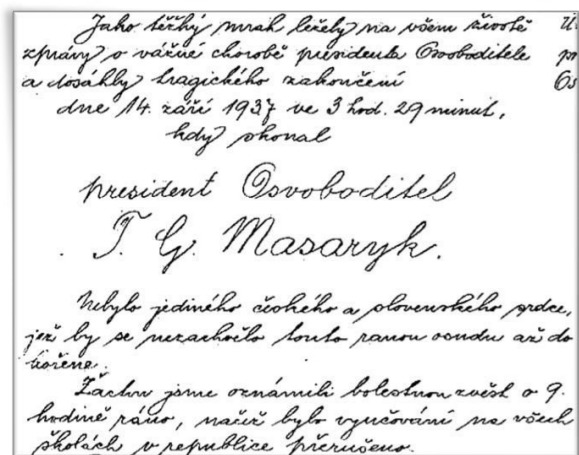 Jako těžký mrak ležely na všem životě
zprávy o vážné chorobě presidenta Osvoboditele
a dosáhly tragického zakončení
dne 14. září 1937 ve 3 hod. 29 minut,
kdy skonal
president Osvoboditel
T. G. Masaryk.
Nebylo jediného českého a slovenského srdce,
jež by se nezachvělo touto ranou osudu až do
kořene.
Žactvu jsme oznámili bolestnou zvěst o 9.
hodině ráno, načež bylo vyučování na všech
školách v republice přerušeno.